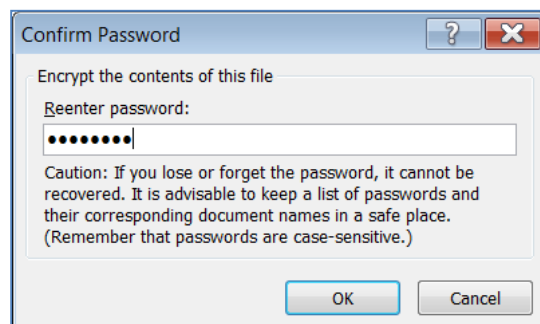 Confirm Password
Encrypt the contents of this file
Reenter password:
••••••••
Caution: If you lose or forget the password, it cannot be
recovered. It is advisable to keep a list of passwords and
their corresponding document names in a safe place.
(Remember that passwords are case-sensitive.)
OK Cancel